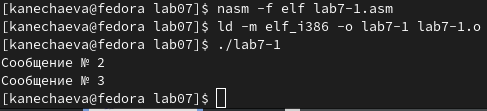 [kanechaeva@fedora lab07]$ nasm -f elf lab7-1.asm
[kanechaeva@fedora lab07]$ ld -m elf_i386 -o lab7-1 lab7-1.o
[kanechaeva@fedora lab07]$ ./lab7-1
Сообщение № 2
Сообщение № 3
[kanechaeva@fedora lab07]$